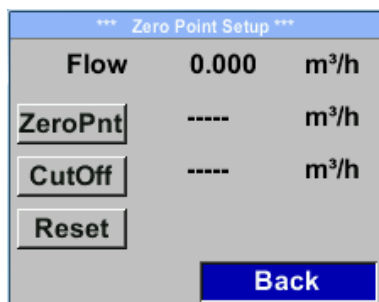 *** Zero Point Setup ***
Flow 0.000 m³/h
ZeroPnt ----- m³/h
CutOff ----- m³/h
Reset
Back